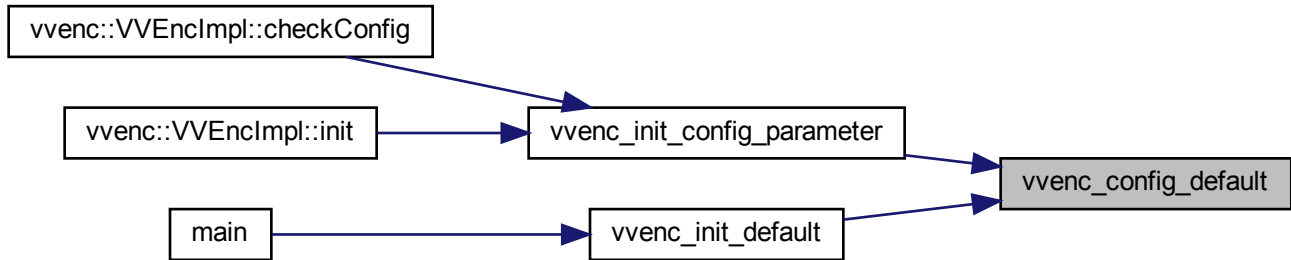 vvenc::VVEncImpl::checkConfig
vvenc::VVEncImpl::init
vvenc_init_config_parameter
vvenc_config_default
main
vvenc_init_default